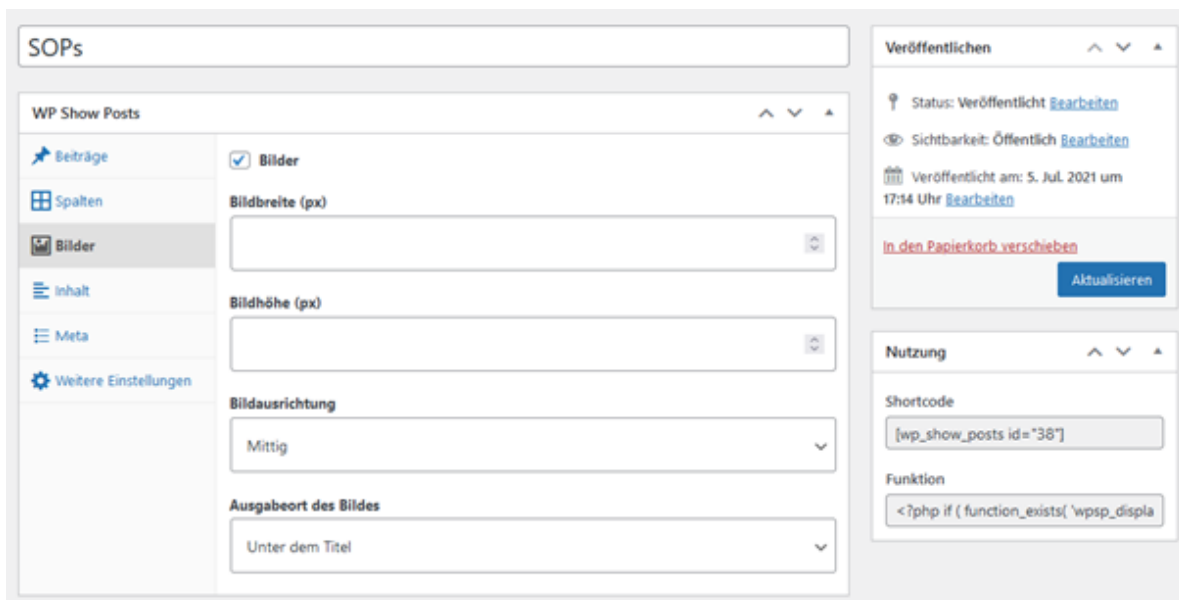 SOPs
WP Show Posts
Beiträge
Spalten
Bilder
Inhalt
Meta
Weitere Einstellungen
Bilder
Bildbreite (px)
Bildhöhe (px)
Bildausrichtung
Mittig
Ausgabeort des Bildes
Unter dem Titel
Veröffentlichen
Status: Veröffentlicht Bearbeiten
Sichtbarkeit: Öffentlich Bearbeiten
Veröffentlicht am: 5. Jul. 2021 um
17:14 Uhr Bearbeiten
In den Papierkorb verschieben
Aktualisieren
Nutzung
Shortcode
[wp_show_posts id="38"]
Funktion
<?php if ( function_exists( 'wpsp_displa